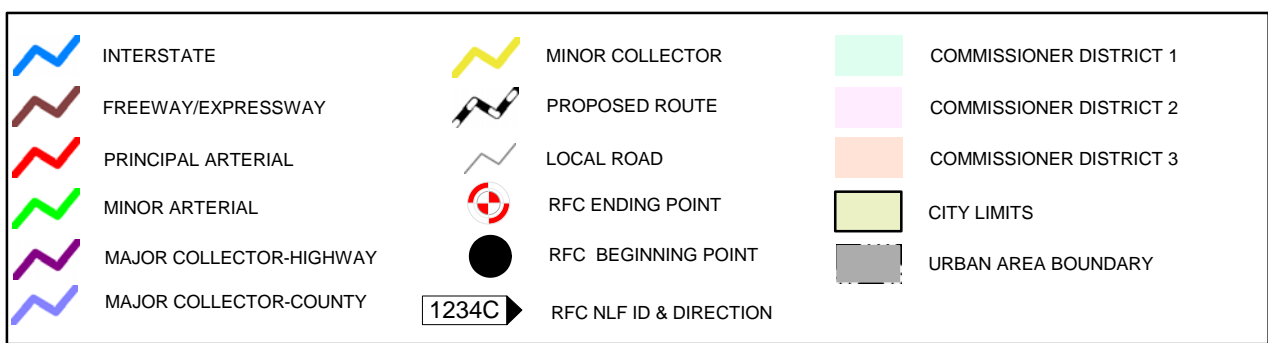 INTERSTATE
FREEWAY/EXPRESSWAY
PRINCIPAL ARTERIAL
MINOR ARTERIAL
MAJOR COLLECTOR-HIGHWAY
MAJOR COLLECTOR-COUNTY
MINOR COLLECTOR
PROPOSED ROUTE
LOCAL ROAD
RFC ENDING POINT
RFC BEGINNING POINT
1234C RFC NLF ID & DIRECTION
COMMISSIONER DISTRICT 1
COMMISSIONER DISTRICT 2
COMMISSIONER DISTRICT 3
CITY LIMITS
URBAN AREA BOUNDARY